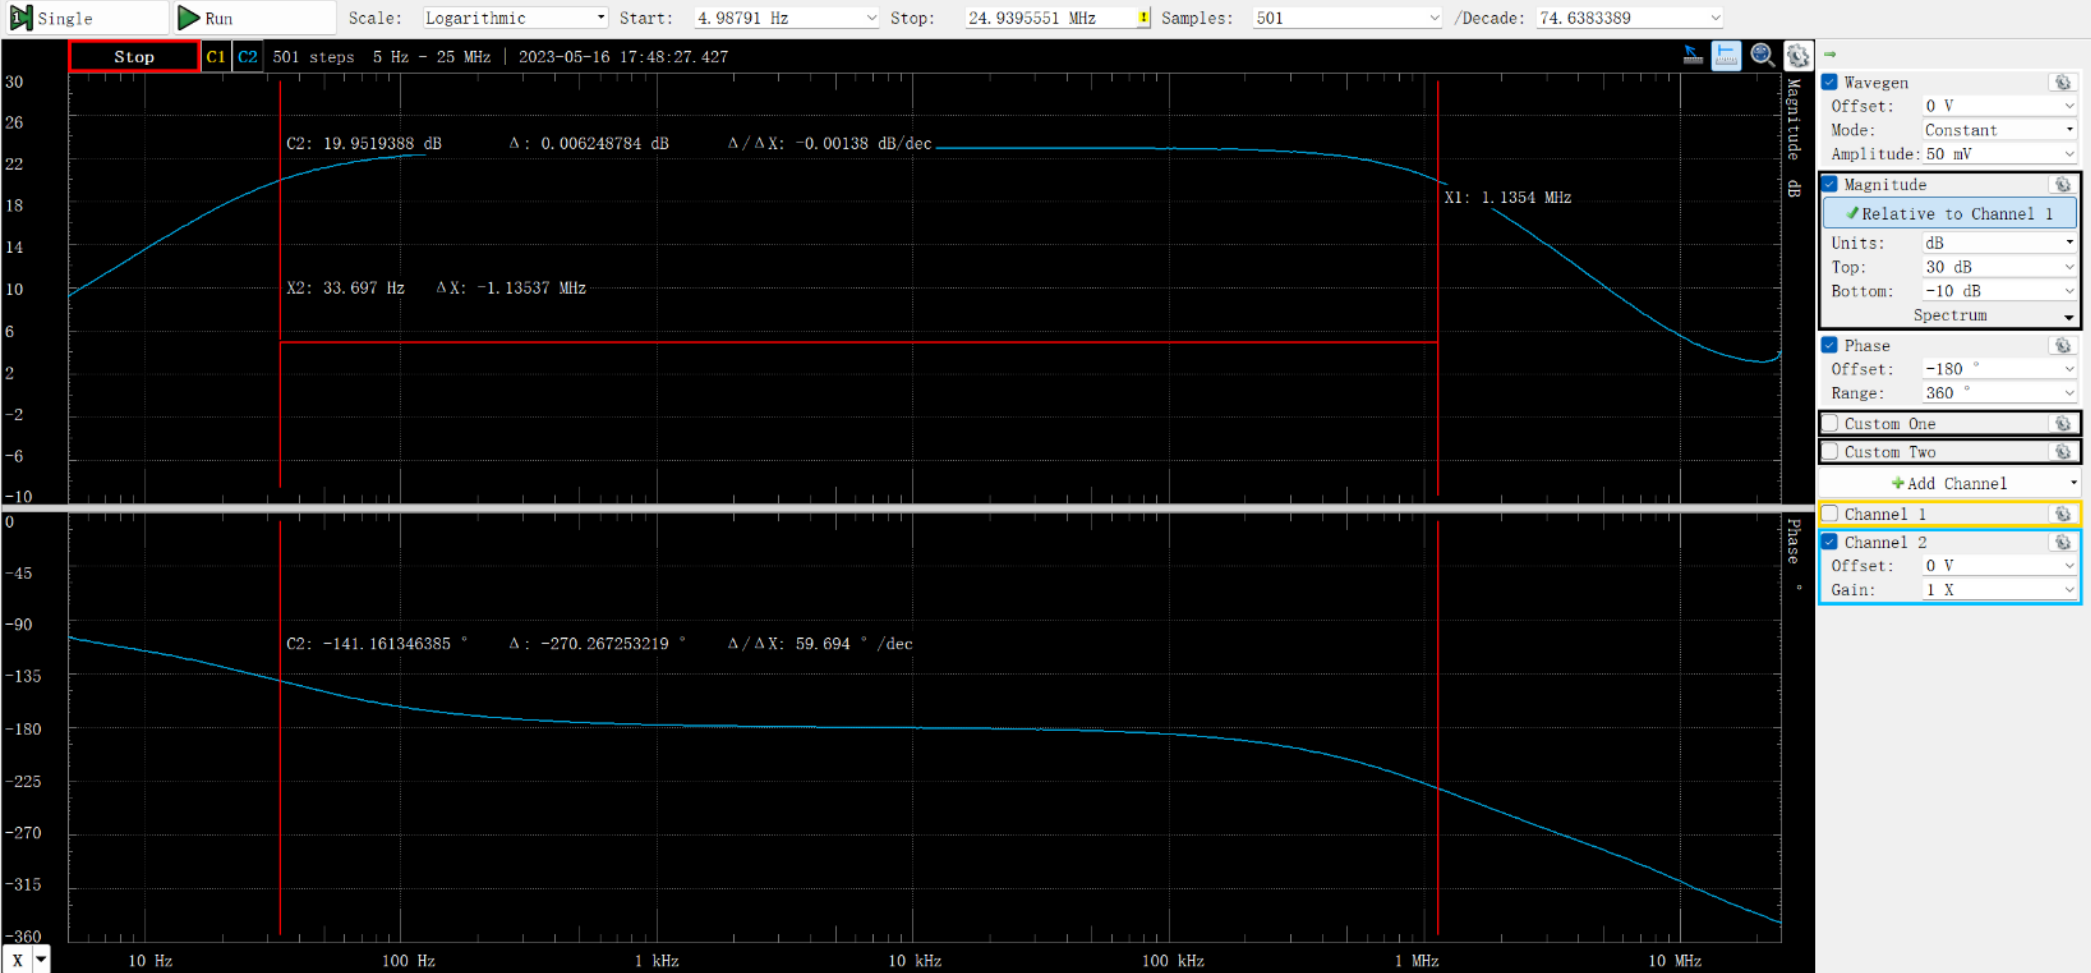 Single Run Scale: Logarithmic Start: 4.98791 Hz Stop: 24.9395551 MHz ! Samples: 501 /Decade: 74.6383389
Stop C1 C2 501 steps 5 Hz - 25 MHz | 2023-05-16 17:48:27.427
30
26
22
18
14
10
6
2
-2
-6
-10
C2: 19.9519388 dB Δ: 0.006248784 dB Δ/ΔX: -0.00138 dB/dec
X1: 1.1354 MHz
X2: 33.697 Hz ΔX: -1.13537 MHz
Magnitude dB
0
-45
-90
-135
-180
-225
-270
-315
-360
C2: -141.161346385 ° Δ: -270.267253219 ° Δ/ΔX: 59.694 °/dec
Phase °
X 10 Hz 100 Hz 1 kHz 10 kHz 100 kHz 1 MHz 10 MHz
Wavegen
Offset: 0 V
Mode: Constant
Amplitude: 50 mV
Magnitude
Relative to Channel 1
Units: dB
Top: 30 dB
Bottom: -10 dB
Spectrum
Phase
Offset: -180 °
Range: 360 °
Custom One
Custom Two
Add Channel
Channel 1
Channel 2
Offset: 0 V
Gain: 1 X